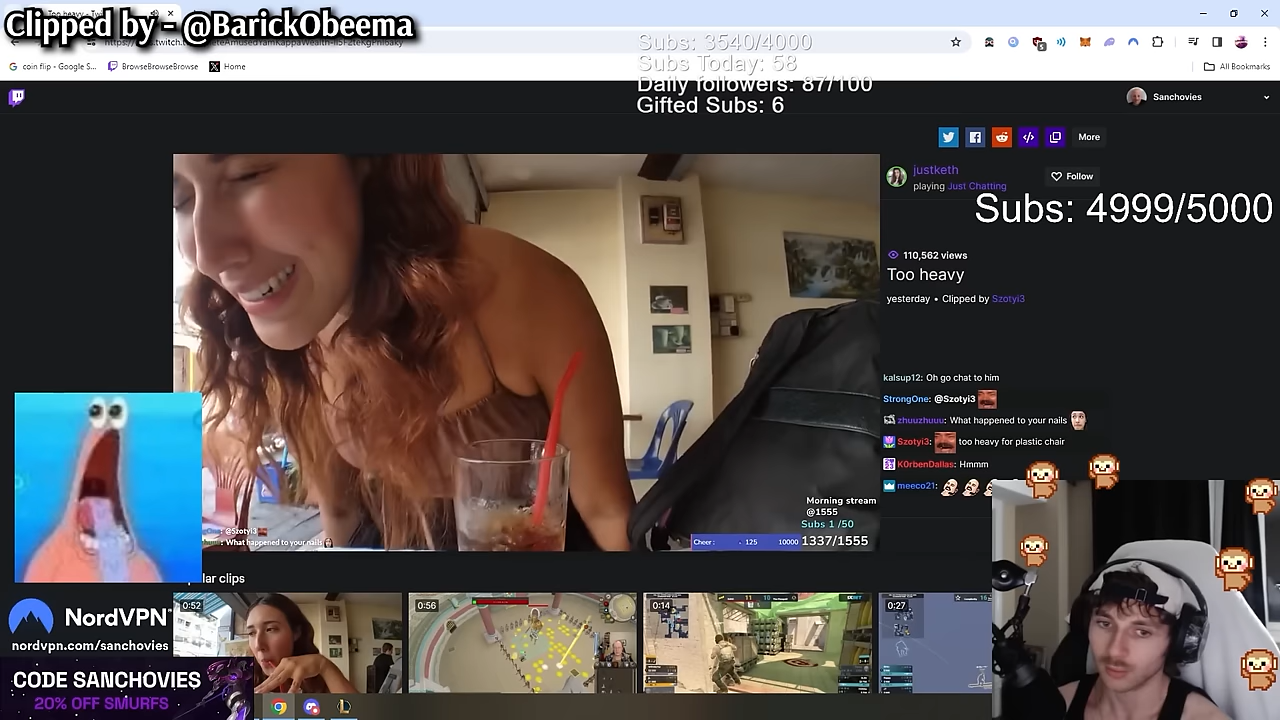 Clipped by - @BarickObeema
coin flip - Google S...
BrowseBrowseBrowse
Home
All Bookmarks
Subs: 3540/4000
Subs Today: 58
Daily followers: 87/100
Gifted Subs: 6
Sanchovies
More
justketh
playing Just Chatting
Follow
Subs: 4999/5000
110,562 views
Too heavy
yesterday • Clipped by Szotyi3
kalsup12: Oh go chat to him
StrongOne: @Szotyi3
zhuuzhuuu: What happened to your nails
Szotyi3: too heavy for plastic chair
K0rbenDallas: Hmmm
meeco21:
Morning stream
@1555
Subs 1 /50
Cheer: . 125 10000 1337/1555
: @Szotyi3
: What happened to your nails
lar clips
0:52
0:56
0:14
0:27
NordVPN
nordvpn.com/sanchovies
CODE SANCHOVIES
20% OFF SMURFS